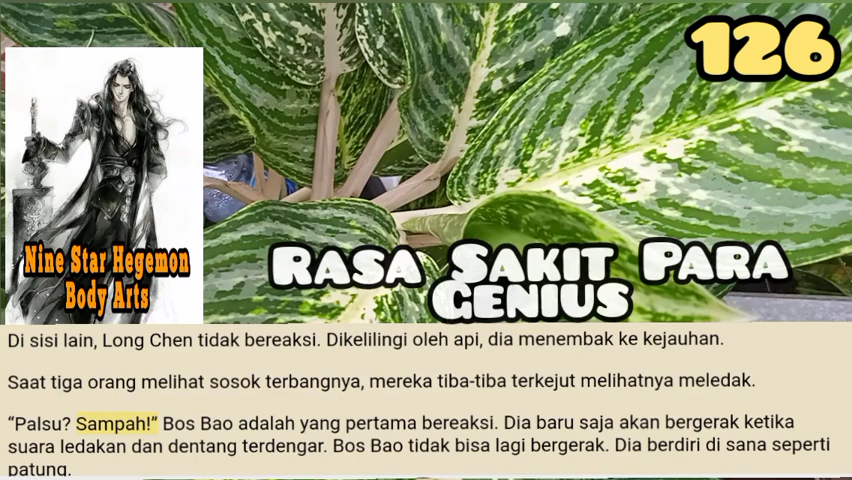 126
Nine Star Hegemon
Body Arts
Rasa Sakit Para
Genius
Di sisi lain, Long Chen tidak bereaksi. Dikelilingi oleh api, dia menembak ke kejauhan.
Saat tiga orang melihat sosok terbangnya, mereka tiba-tiba terkejut melihatnya meledak.
“Palsu? Sampah!” Bos Bao adalah yang pertama bereaksi. Dia baru saja akan bergerak ketika
suara ledakan dan dentang terdengar. Bos Bao tidak bisa lagi bergerak. Dia berdiri di sana seperti
patung.